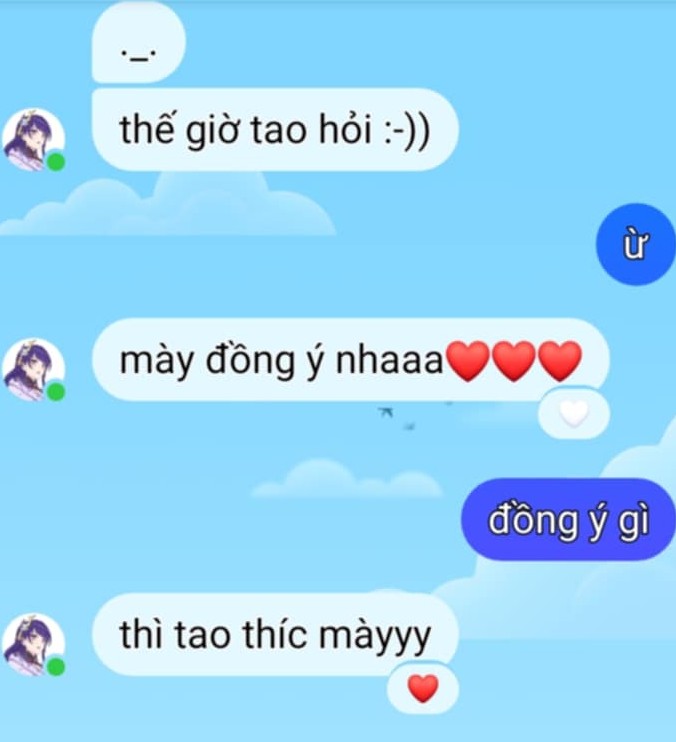 ._.
thế giờ tao hỏi :-))
ừ
mày đồng ý nhaaa❤️❤️❤️
đồng ý gì
thì tao thíc màyyy